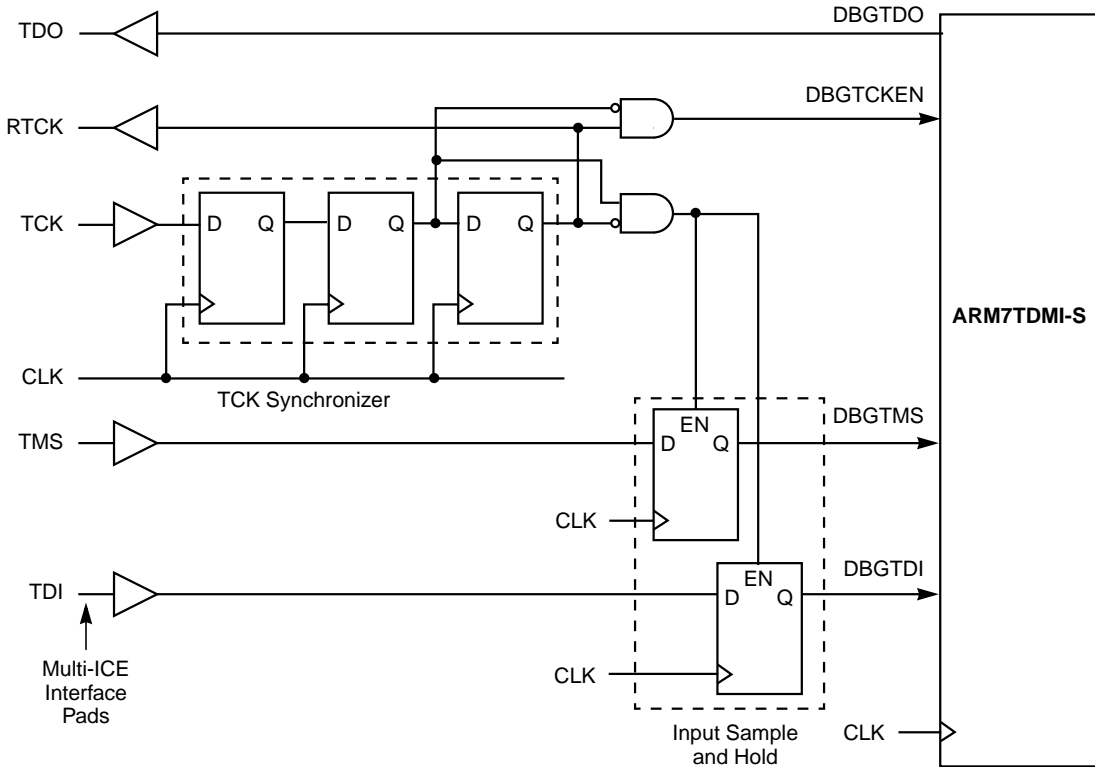 DBGTDO
TDO
DBGTCKEN
RTCK
TCK
D Q
D Q
D Q
ARM7TDMI-S
CLK
TCK Synchronizer
EN
DBGTMS
TMS
D Q
CLK
EN
DBGTDI
TDI
D Q
Multi-ICE
Interface
Pads
CLK
Input Sample
and Hold
CLK